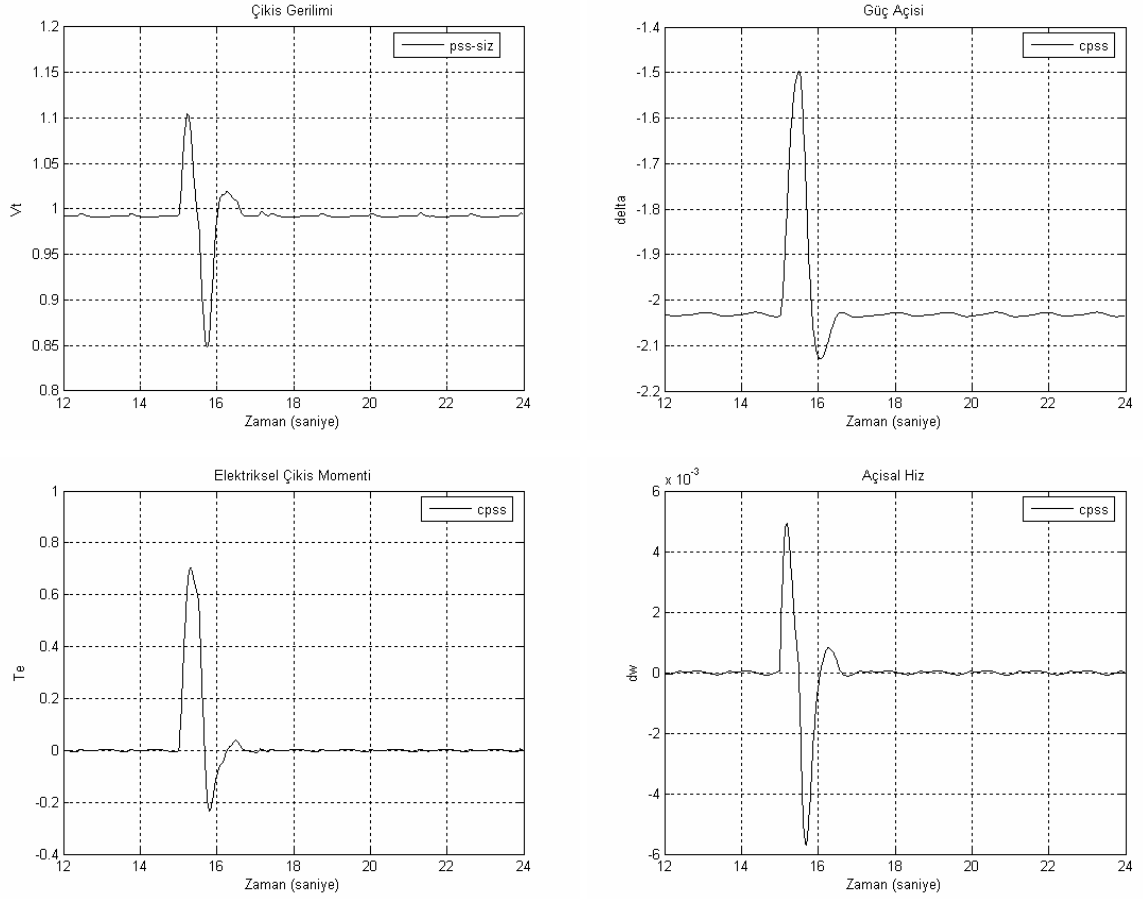 Çikis Gerilimi
1.2
1.15
1.1
1.05
1
0.95
0.9
0.85
0.8
Vt
pss-siz
12 14 16 18 20 22 24
Zaman (saniye)
Güç Açisi
-1.4
-1.5
-1.6
-1.7
-1.8
-1.9
-2
-2.1
-2.2
delta
cpss
12 14 16 18 20 22 24
Zaman (saniye)
Elektriksel Çikis Momenti
1
0.8
0.6
0.4
0.2
0
-0.2
-0.4
Te
cpss
12 14 16 18 20 22 24
Zaman (saniye)
Açisal Hiz
x 10-3
6
4
2
0
-2
-4
-6
dw
cpss
12 14 16 18 20 22 24
Zaman (saniye)